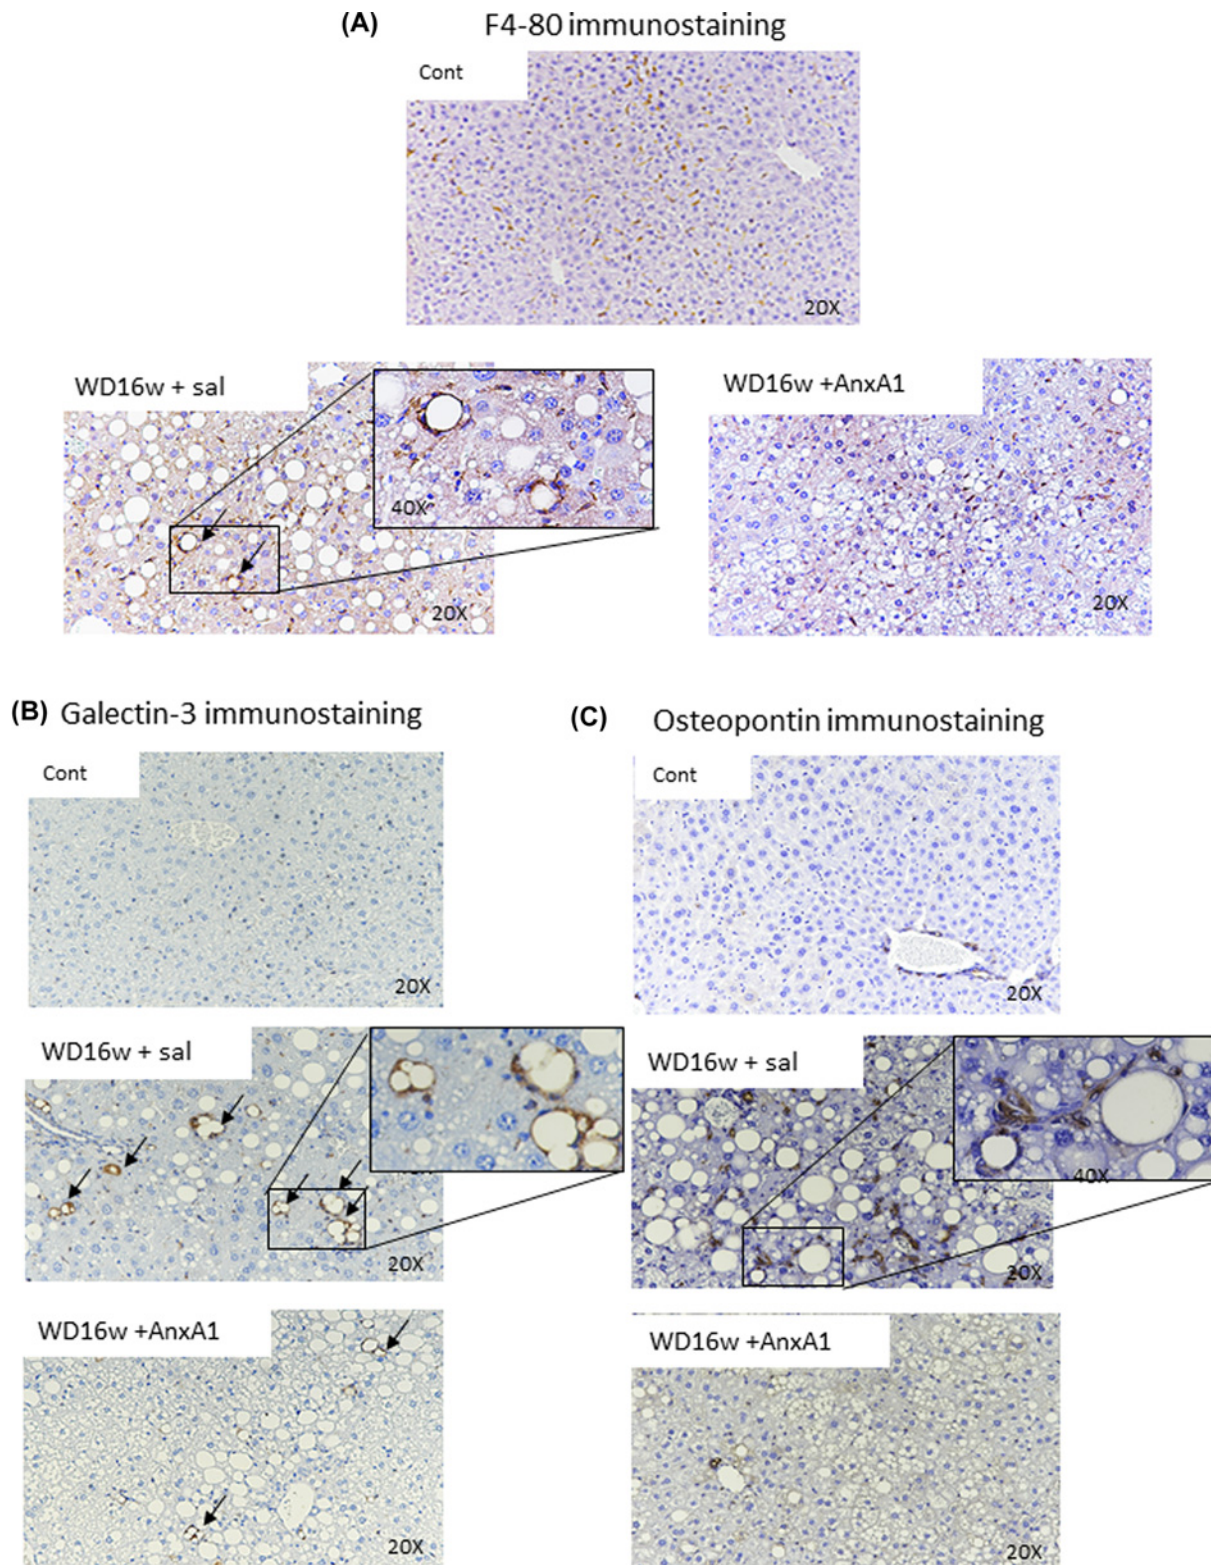 (A) F4-80 immunostaining
Cont
20X
WD16w + sal
40X
20X
WD16w +AnxA1
20X
(B) Galectin-3 immunostaining
Cont
20X
WD16w + sal
20X
WD16w +AnxA1
20X
(C) Osteopontin immunostaining
Cont
20X
WD16w + sal
40X
20X
WD16w +AnxA1
20X